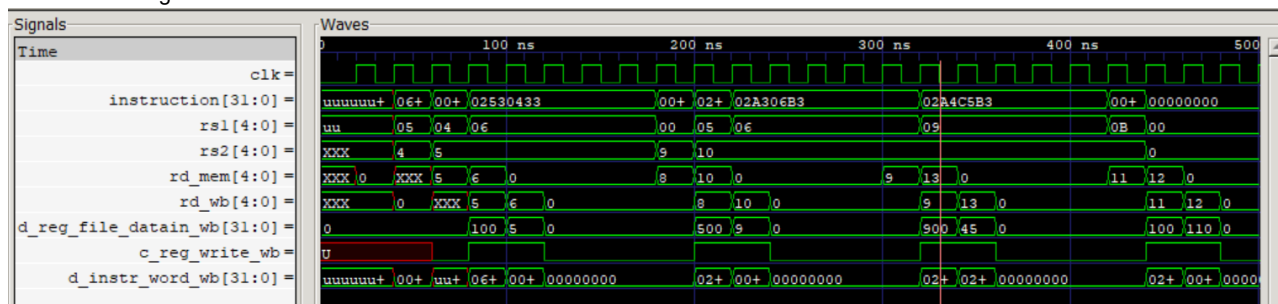 Signals Waves
Time 0 100 ns 200 ns 300 ns 400 ns 500
clk=
instruction[31:0] = uuuuuu+ 06+ 00+ 02530433 00+ 02+ 02A306B3 02A4C5B3 00+ 00000000
rs1[4:0] = uu 05 04 06 00 05 06 09 0B 00
rs2[4:0] = XXX 4 5 9 10 0
rd_mem[4:0] = XXX 0 XXX 5 6 0 8 10 0 9 13 0 11 12 0
rd_wb[4:0] = XXX 0 XXX 5 6 0 8 10 0 9 13 0 11 12 0
d_reg_file_datain_wb[31:0] = 0 100 5 0 500 9 0 900 45 0 100 110 0
c_reg_write_wb= U
d_instr_word_wb[31:0] = uuuuuu+ 00+ uu+ 06+ 00+ 00000000 02+ 00+ 00000000 02+ 02+ 00000000 02+ 00+ 0000